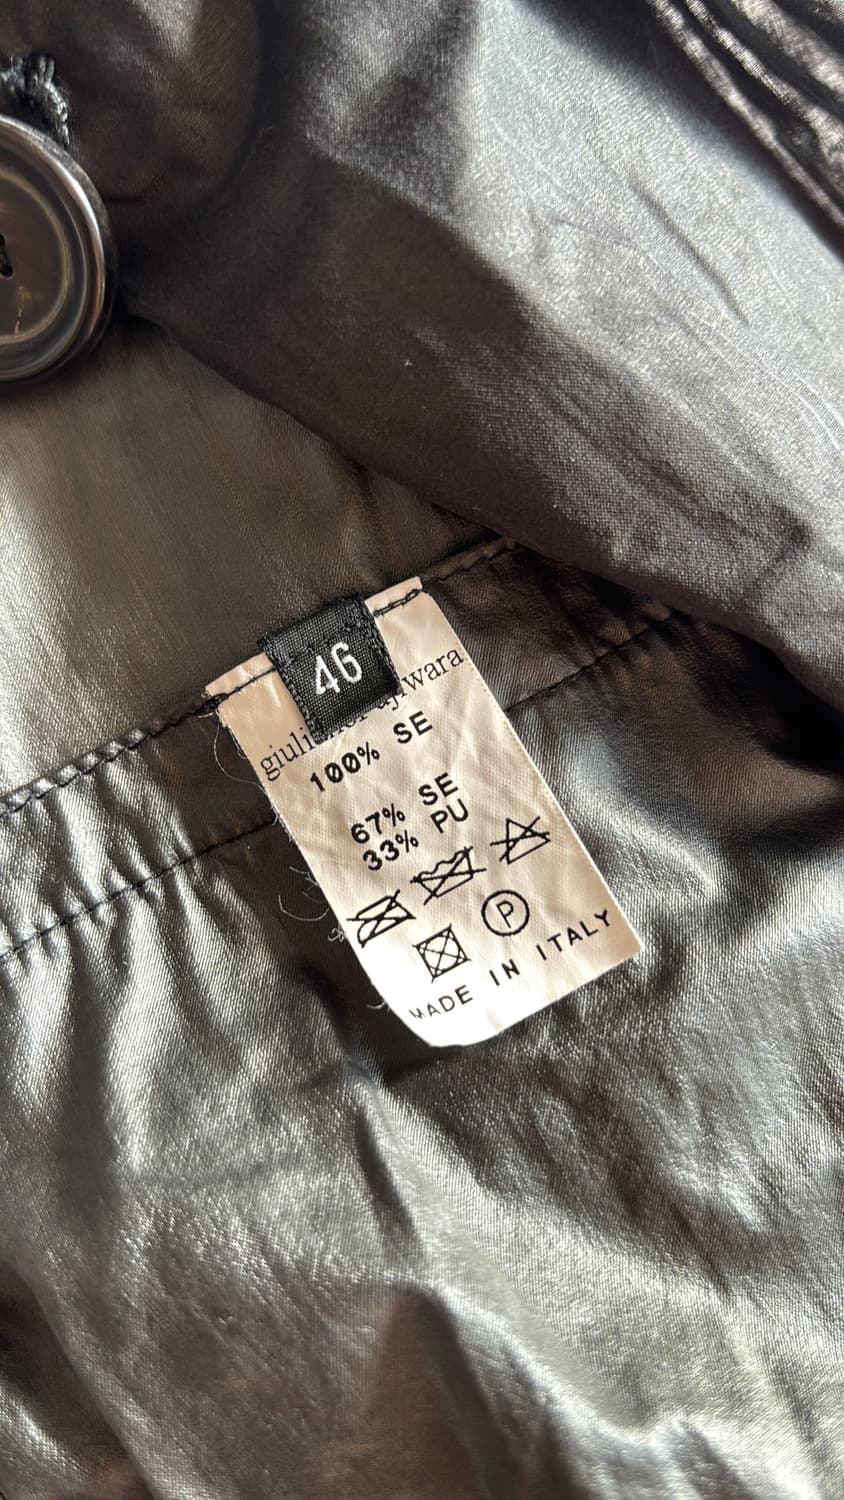 46
100% SE
67% SE
33% PU
P
MADE IN ITALY